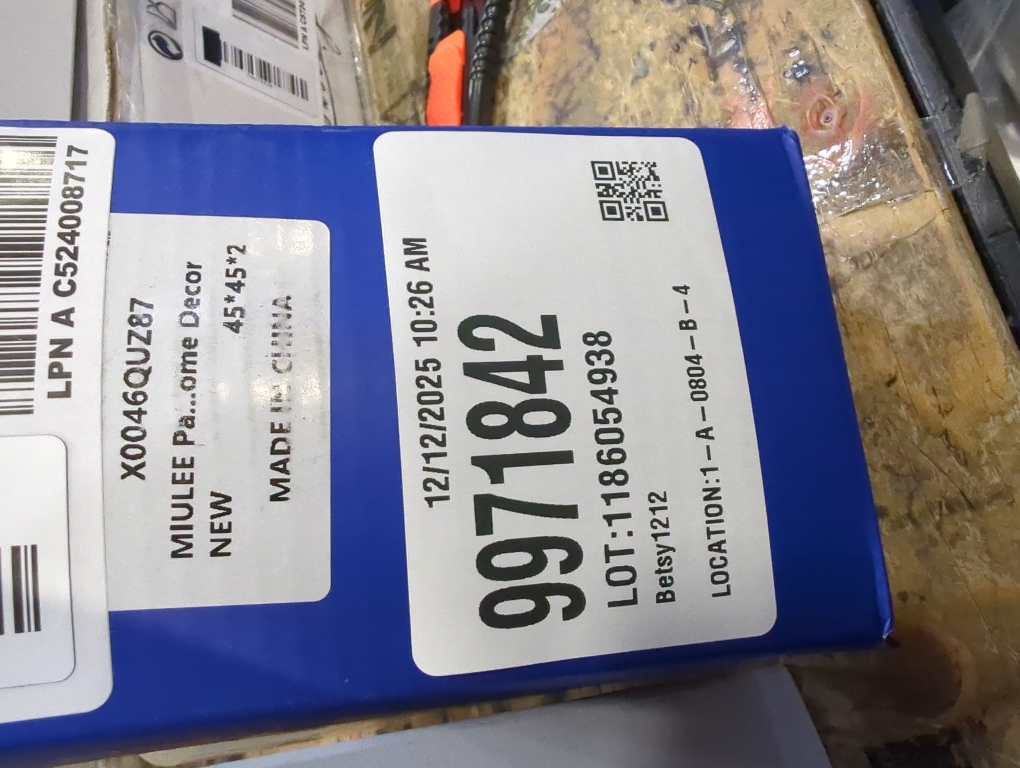 LPN A C524008717
X0046QUZ87
MIULEE Pa...ome Decor
NEW 45*45*2
MADE IN CHINA
12/12/2025 10:26 AM
9971842
LOT:1186054938
Betsy1212
LOCATION:1-A-0804-B-4